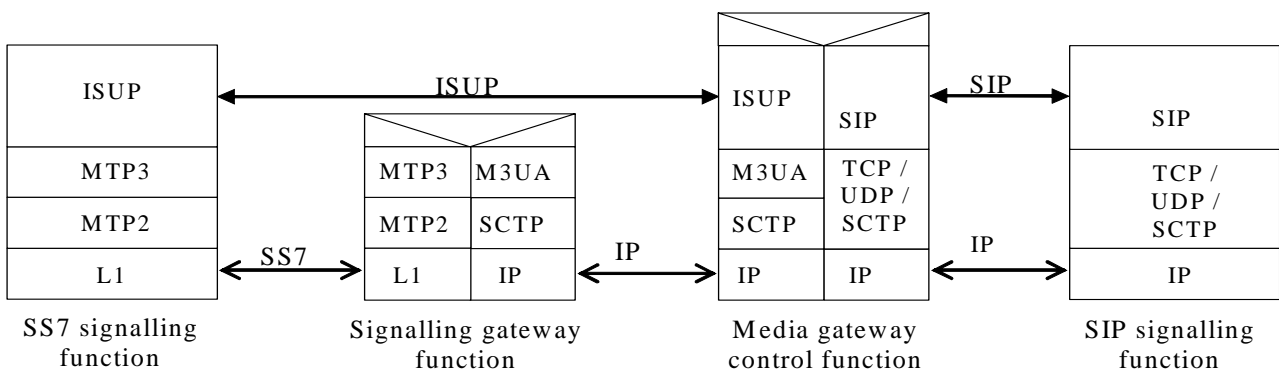 ISUP
MTP3
MTP2
L1
SS7 signalling
function
ISUP
SS7
MTP3
M3UA
MTP2
SCTP
L1
IP
Signalling gateway
function
IP
ISUP
SIP
M3UA
SCTP
TCP /
UDP /
SCTP
IP
IP
Media gateway
control function
SIP
IP
SIP
TCP /
UDP /
SCTP
IP
SIP signalling
function